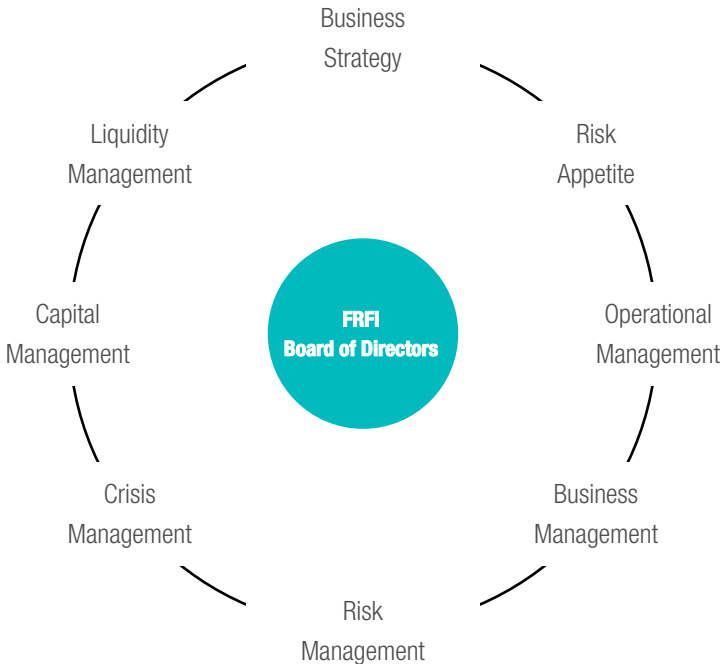 Business
Strategy
Risk
Appetite
Operational
Management
Business
Management
Risk
Management
Crisis
Management
Capital
Management
Liquidity
Management
FRFI
Board of Directors